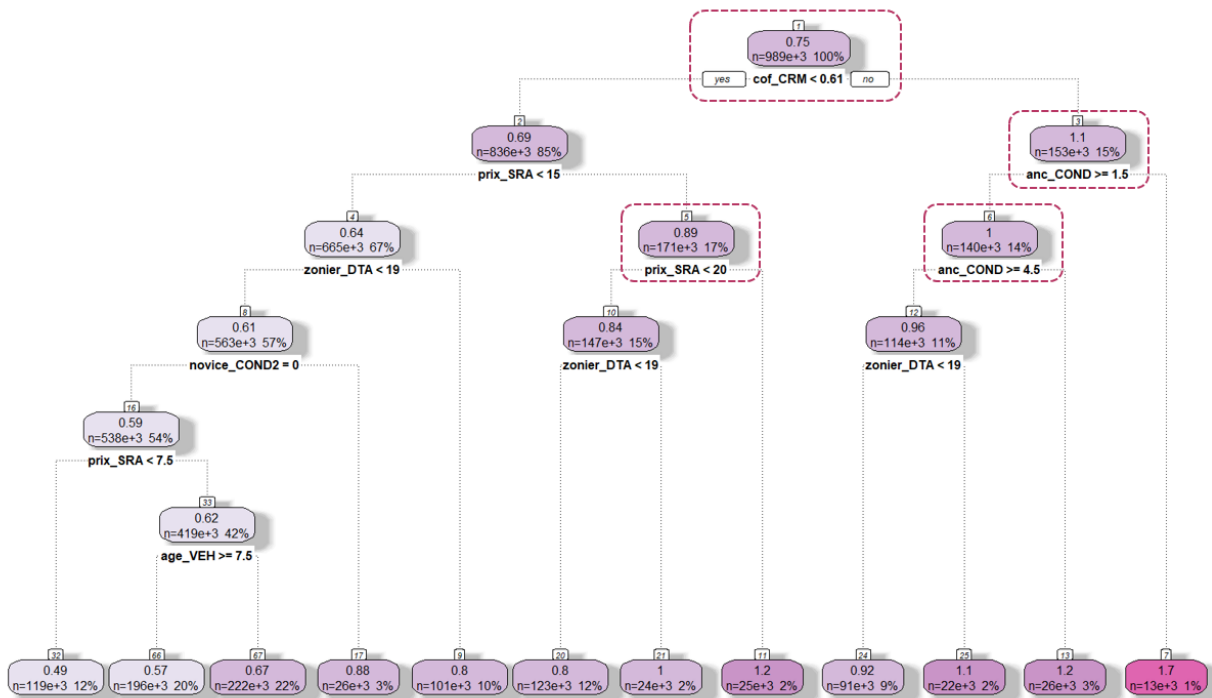 1
0.75
n=989e+3 100%
yes cof_CRM < 0.61 no
2
0.69
n=836e+3 85%
prix_SRA < 15
3
1.1
n=153e+3 15%
anc_COND >= 1.5
4
0.64
n=665e+3 67%
zonier_DTA < 19
5
0.89
n=171e+3 17%
prix_SRA < 20
6
1
n=140e+3 14%
anc_COND >= 4.5
8
0.61
n=563e+3 57%
novice_COND2 = 0
10
0.84
n=147e+3 15%
zonier_DTA < 19
12
0.96
n=114e+3 11%
zonier_DTA < 19
16
0.59
n=538e+3 54%
prix_SRA < 7.5
33
0.62
n=419e+3 42%
age_VEH >= 7.5
32
0.49
n=119e+3 12%
66
0.57
n=196e+3 20%
67
0.67
n=222e+3 22%
17
0.88
n=26e+3 3%
9
0.8
n=101e+3 10%
20
0.8
n=123e+3 12%
21
1
n=24e+3 2%
11
1.2
n=25e+3 2%
24
0.92
n=91e+3 9%
25
1.1
n=22e+3 2%
13
1.2
n=26e+3 3%
7
1.7
n=13e+3 1%